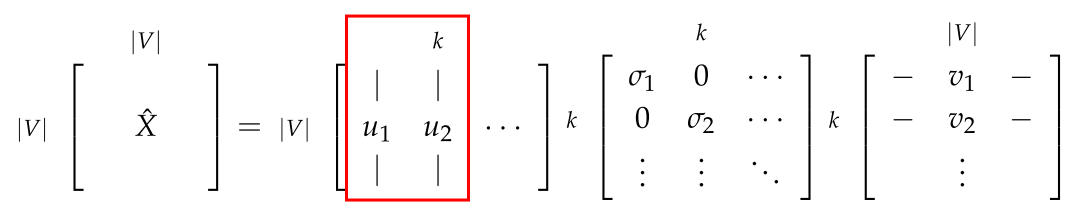 |V| k k |V|
| | σ₁ 0 ⋯ − v₁ −
|V| X̂ = |V| u₁ u₂ ⋯ k 0 σ₂ ⋯ k − v₂ −
| | ⋮ ⋮ ⋱ ⋮